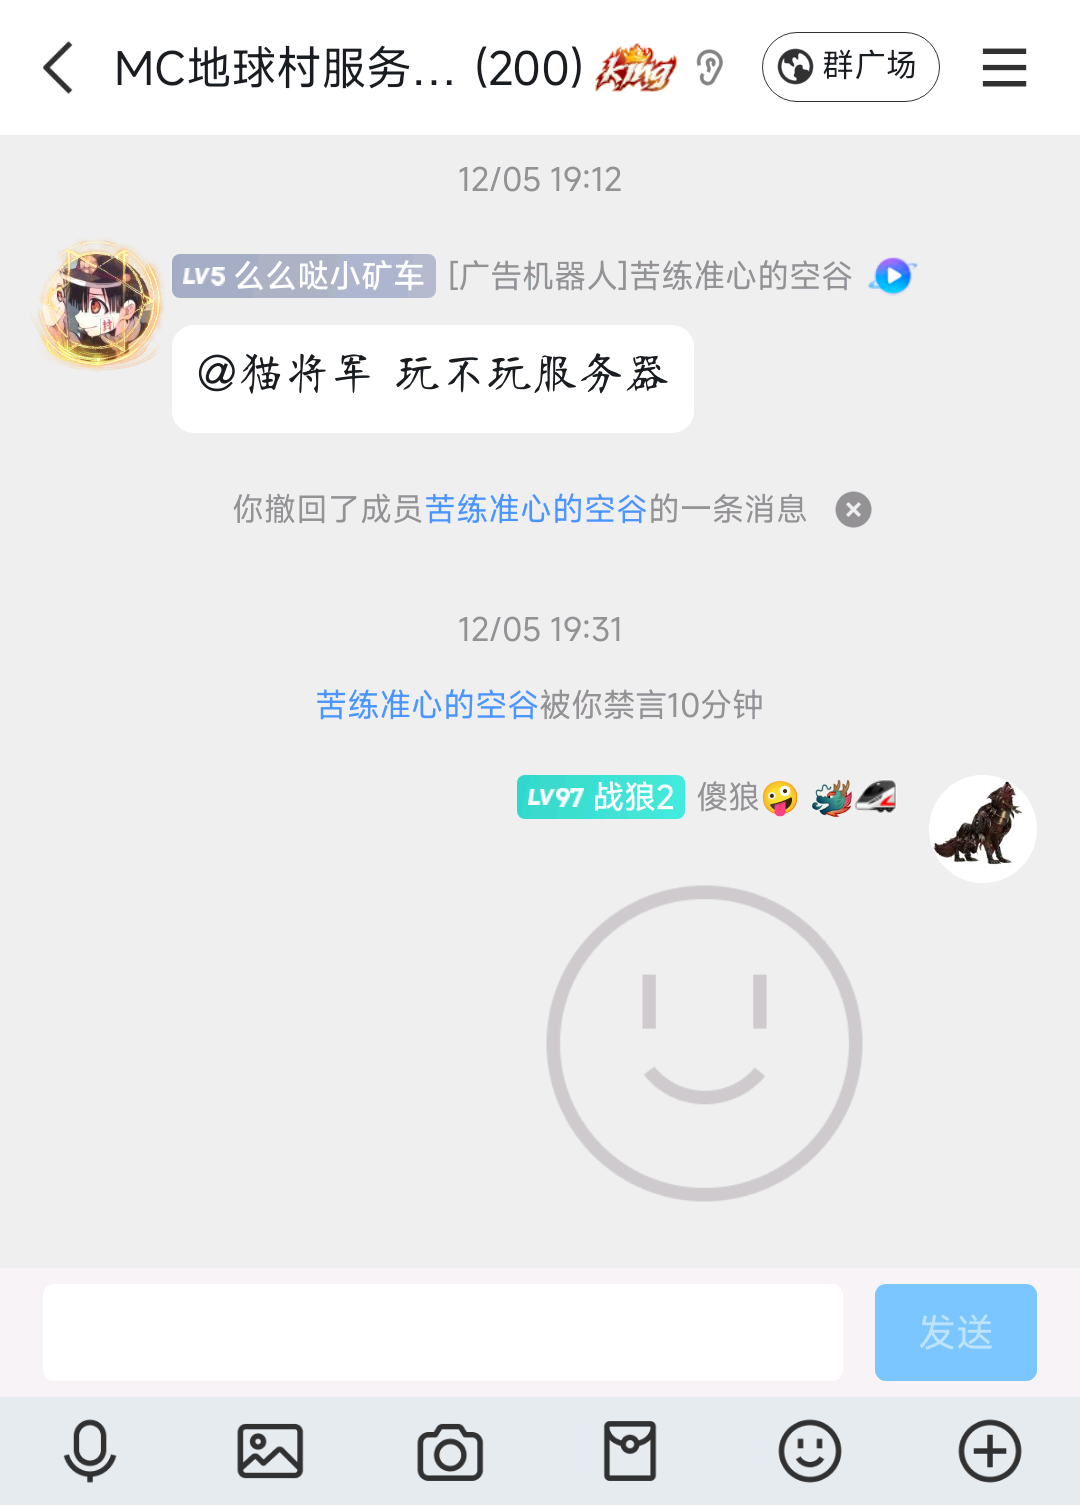 MC地球村服务... (200) King 群广场
12/05 19:12
LV5 么么哒小矿车 [广告机器人]苦练准心的空谷
@猫将军 玩不玩服务器
你撤回了成员苦练准心的空谷的一条消息
12/05 19:31
苦练准心的空谷被你禁言10分钟
LV97 战狼2 傻狼🤪 🐉🚄
封
发送